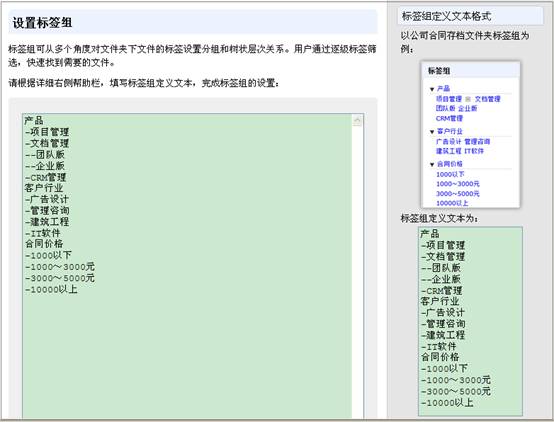 设置标签组
标签组可从多个角度对文件夹下文件的标签设置分组和树状层次关系。用户通过逐级标签筛
选，快速找到需要的文件。
请根据详细右侧帮助栏，填写标签组定义文本，完成标签组的设置：
产品
-项目管理
-文档管理
--团队版
--企业版
-CRM管理
客户行业
-广告设计
-管理咨询
-建筑工程
-IT软件
合同价格
-1000以下
-1000～3000元
-3000～5000元
-10000以上
标签组定义文本格式
以公司合同存档文件夹标签组为
例：
标签组
▼ 产品
项目管理 文档管理
团队版 企业版
CRM管理
▼ 客户行业
广告设计 管理咨询
建筑工程 IT软件
▼ 合同价格
1000以下
1000～3000元
3000～5000元
10000以上
标签组定义文本为：
产品
-项目管理
-文档管理
--团队版
--企业版
-CRM管理
客户行业
-广告设计
-管理咨询
-建筑工程
-IT软件
合同价格
-1000以下
-1000～3000元
-3000～5000元
-10000以上